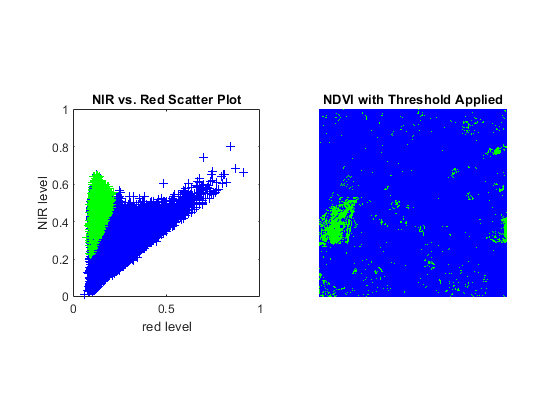 NIR vs. Red Scatter Plot
NIR level
1
0.8
0.6
0.4
0.2
0
0
0.5
1
red level
NDVI with Threshold Applied